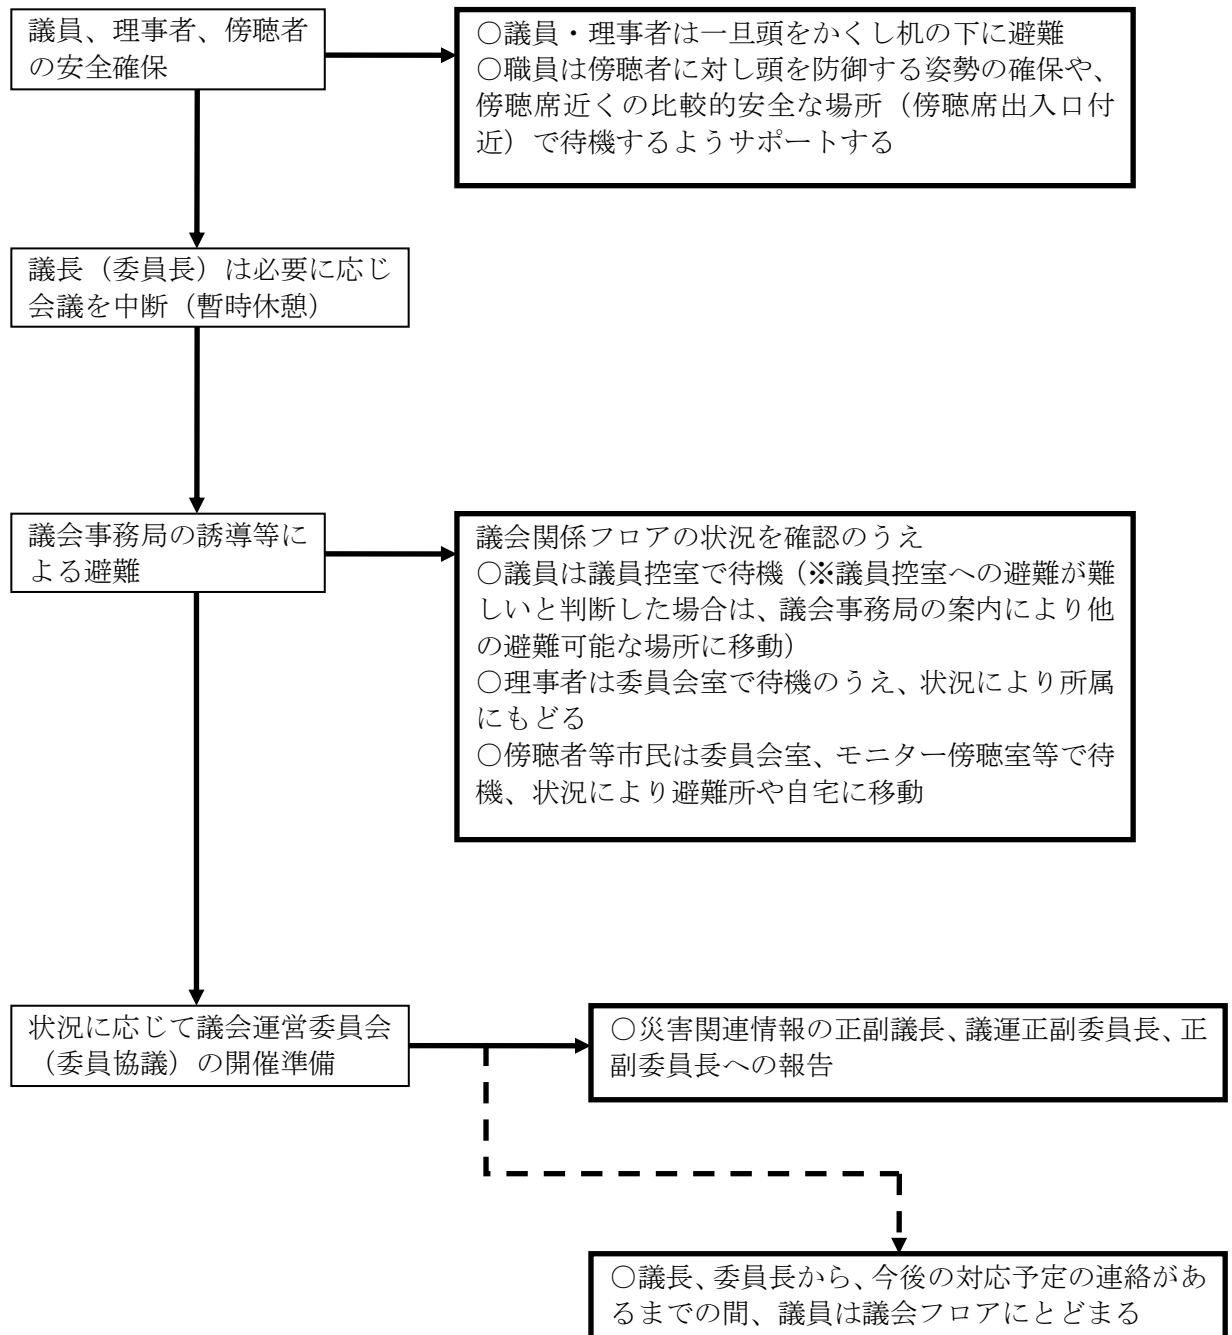 議員、理事者、傍聴者
の安全確保
○議員・理事者は一旦頭をかくし机の下に避難
○職員は傍聴者に対し頭を防御する姿勢の確保や、
傍聴席近くの比較的安全な場所（傍聴席出入口付
近）で待機するようサポートする
議長（委員長）は必要に応じ
会議を中断（暫時休憩）
議会事務局の誘導等に
よる避難
議会関係フロアの状況を確認のうえ
○議員は議員控室で待機（※議員控室への避難が難
しいと判断した場合は、議会事務局の案内により他
の避難可能な場所に移動）
○理事者は委員会室で待機のうえ、状況により所属
にもどる
○傍聴者等市民は委員会室、モニター傍聴室等で待
機、状況により避難所や自宅に移動
状況に応じて議会運営委員会
（委員協議）の開催準備
○災害関連情報の正副議長、議運正副委員長、正
副委員長への報告
○議長、委員長から、今後の対応予定の連絡があ
るまでの間、議員は議会フロアにとどまる